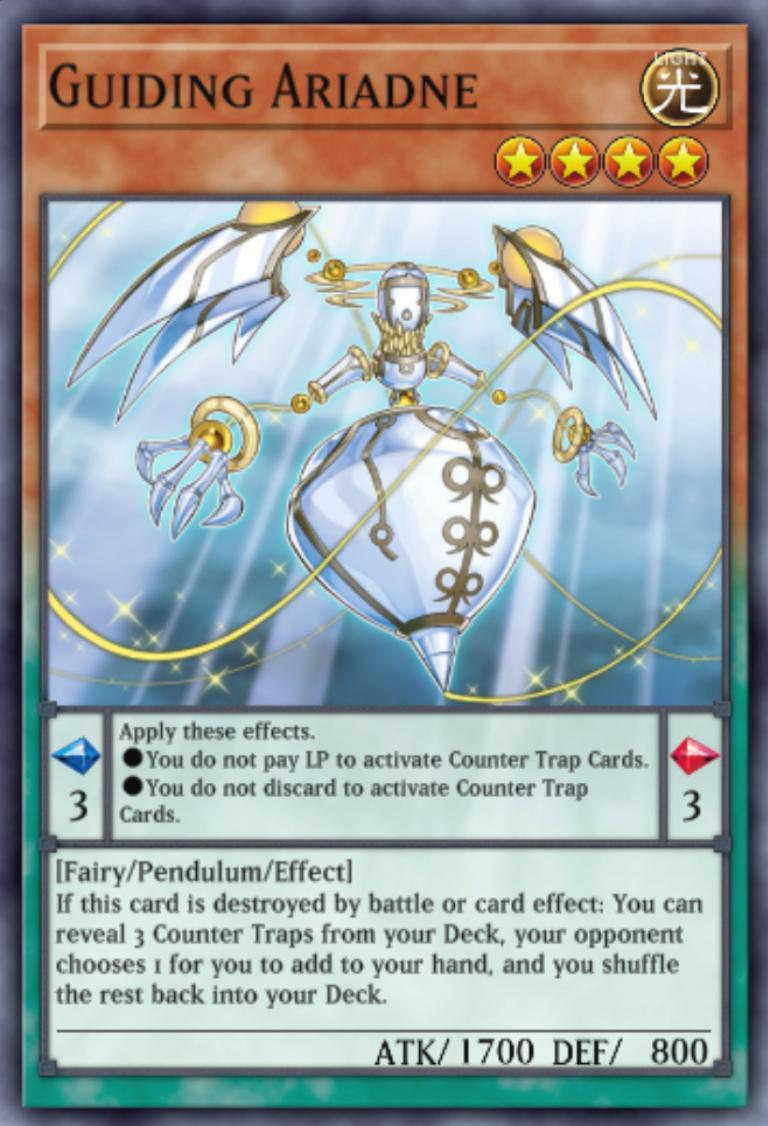 GUIDING ARIADNE
LIGHT
光
Apply these effects.
●You do not pay LP to activate Counter Trap Cards.
●You do not discard to activate Counter Trap
Cards.
3
3
[Fairy/Pendulum/Effect]
If this card is destroyed by battle or card effect: You can
reveal 3 Counter Traps from your Deck, your opponent
chooses 1 for you to add to your hand, and you shuffle
the rest back into your Deck.
ATK/ 1700 DEF/ 800